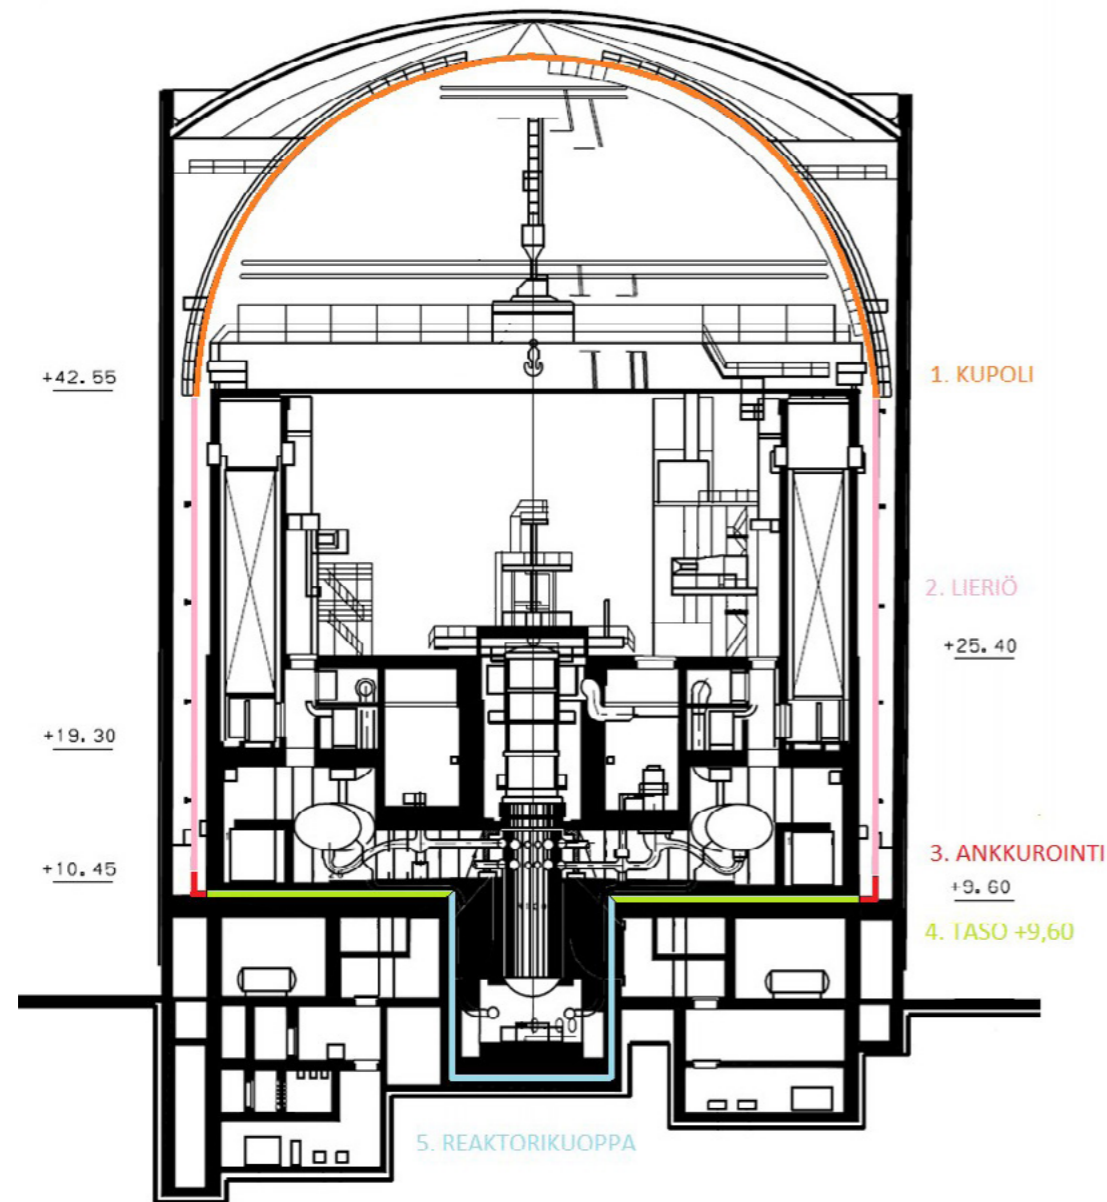 +42.55
1. KUPOLI
2. LIERIÖ
+25.40
+19.30
3. ANKKUROINTI
+10.45
+9.60
4. TASO +9,60
5. REAKTORIKUOPPA